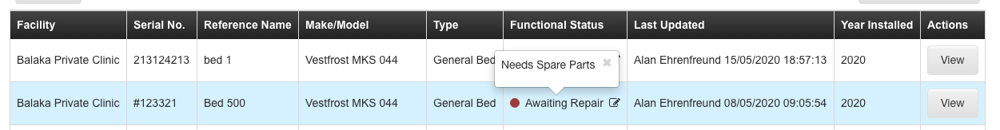 Facility Serial No. Reference Name Make/Model Type Functional Status Last Updated Year Installed Actions
Balaka Private Clinic 213124213 bed 1 Vestfrost MKS 044 General Bed Alan Ehrenfreund 15/05/2020 18:57:13 2020 View
Needs Spare Parts ✖
Balaka Private Clinic #123321 Bed 500 Vestfrost MKS 044 General Bed Awaiting Repair Alan Ehrenfreund 08/05/2020 09:05:54 2020 View